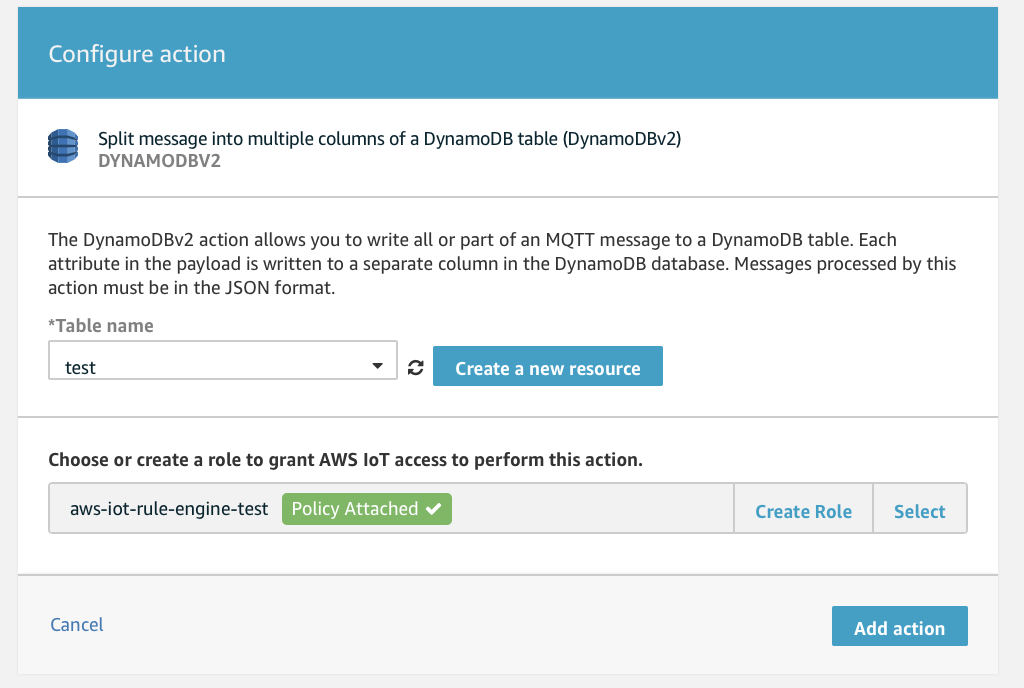 Configure action
Split message into multiple columns of a DynamoDB table (DynamoDBv2)
DYNAMODBV2
The DynamoDBv2 action allows you to write all or part of an MQTT message to a DynamoDB table. Each
attribute in the payload is written to a separate column in the DynamoDB database. Messages processed by this
action must be in the JSON format.
*Table name
test
Create a new resource
Choose or create a role to grant AWS IoT access to perform this action.
aws-iot-rule-engine-test Policy Attached Create Role Select
Cancel Add action